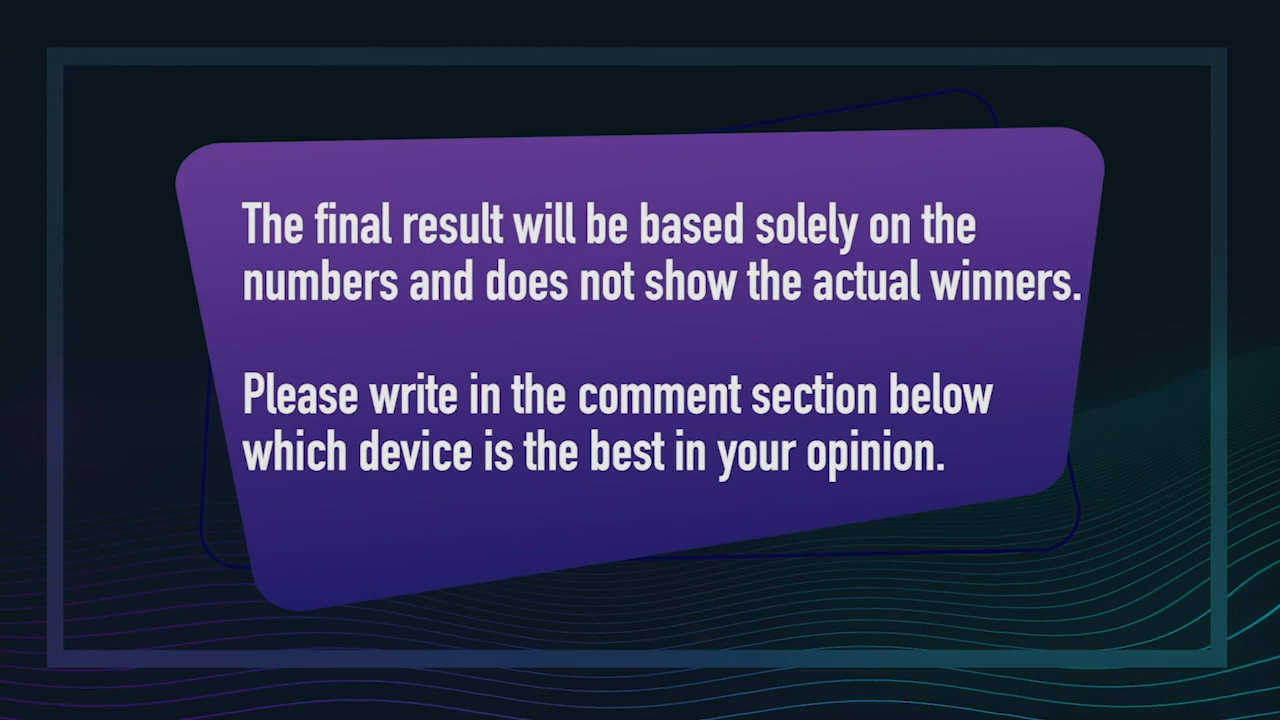 The final result will be based solely on the
numbers and does not show the actual winners.
Please write in the comment section below
which device is the best in your opinion.